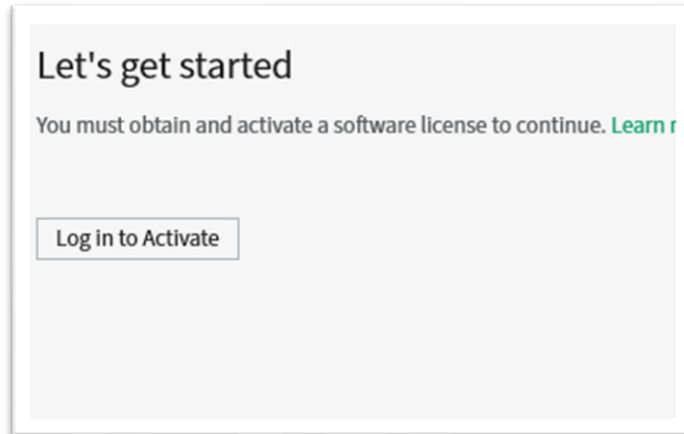 Let's get started
You must obtain and activate a software license to continue. Learn
Log in to Activate